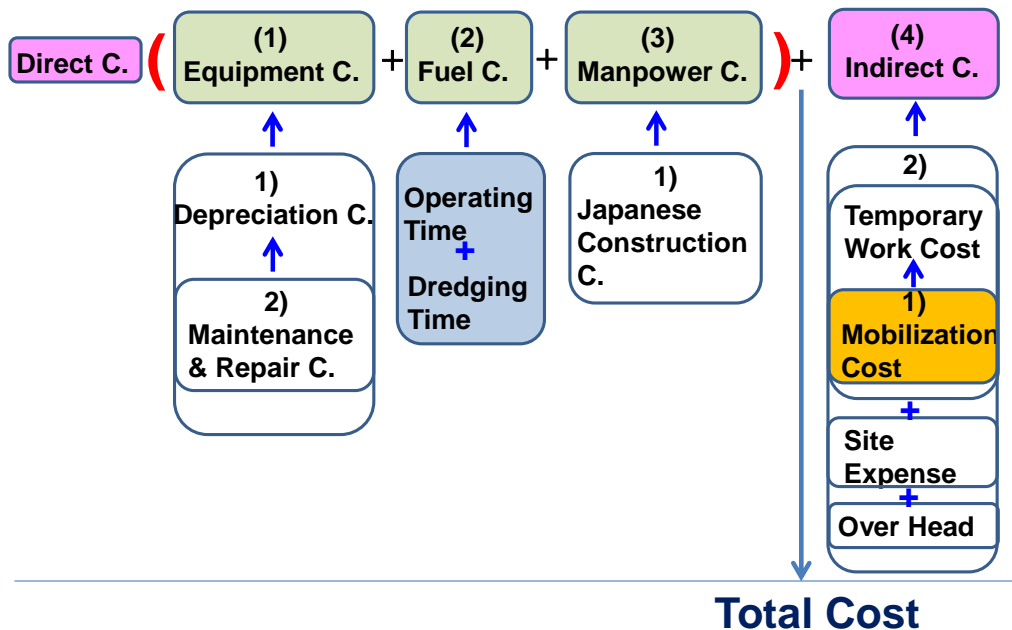 Direct C.
(
(1)
Equipment C.
+
(2)
Fuel C.
+
(3)
Manpower C.
)
+
(4)
Indirect C.
1)
Depreciation C.
2)
Maintenance
& Repair C.
Operating
Time
+
Dredging
Time
1)
Japanese
Construction
C.
2)
Temporary
Work Cost
1)
Mobilization
Cost
+
Site
Expense
+
Over Head
Total Cost